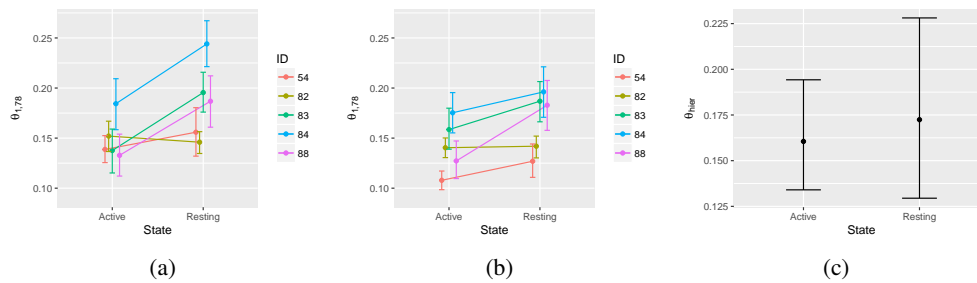 0.25
0.20
0.15
0.10
θ1,78
Active
Resting
State
ID
54
82
83
84
88
(a)
0.25
0.20
0.15
0.10
θ1,78
Active
Resting
State
ID
54
82
83
84
88
(b)
0.225
0.200
0.175
0.150
0.125
θhier
Active
Resting
State
(c)